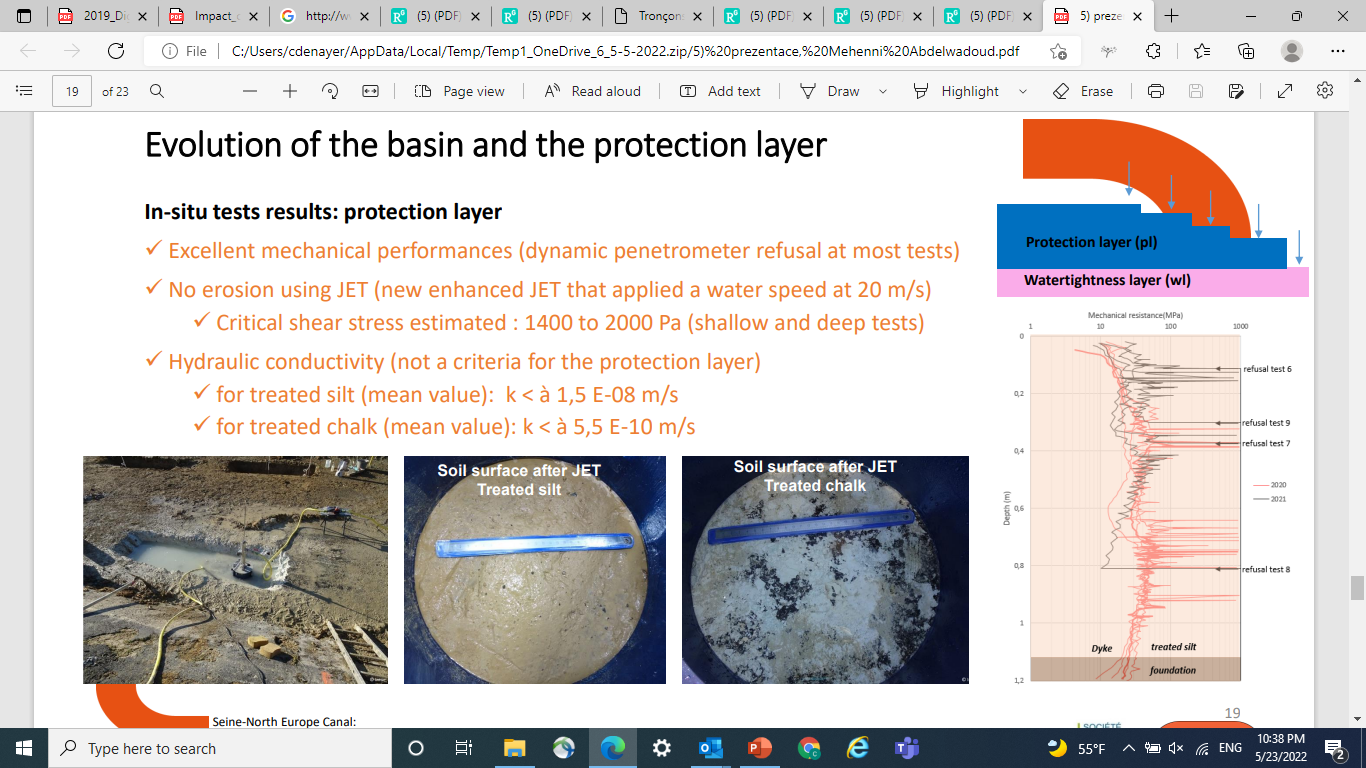 2019_Di
Impact_
http://w
(5) (PDF)
(5) (PDF)
Tronçon
(5) (PDF)
(5) (PDF)
(5) (PDF)
5) preze
File
C:/Users/cdenayer/AppData/Local/Temp/Temp1_OneDrive_6_5-5-2022.zip/5)%20prezentace,%20Mehenni%20Abdelwadoud.pdf
19 of 23
Page view
Read aloud
Add text
Draw
Highlight
Erase
Evolution of the basin and the protection layer
In-situ tests results: protection layer
✓ Excellent mechanical performances (dynamic penetrometer refusal at most tests)
✓ No erosion using JET (new enhanced JET that applied a water speed at 20 m/s)
✓ Critical shear stress estimated : 1400 to 2000 Pa (shallow and deep tests)
✓ Hydraulic conductivity (not a criteria for the protection layer)
✓ for treated silt (mean value): k < à 1,5 E-08 m/s
✓ for treated chalk (mean value): k < à 5,5 E-10 m/s
Protection layer (pl)
Watertightness layer (wl)
Mechanical resistance(MPa)
1 10 100 1000
0
0,2
0,4
0,6
0,8
1
1,2
Depth (m)
refusal test 6
refusal test 9
refusal test 7
2020
2021
refusal test 8
Dyke treated silt
foundation
Soil surface after JET
Treated silt
Soil surface after JET
Treated chalk
Seine-North Europe Canal:
19
SOCIÉTÉ
Type here to search
55°F
ENG
10:38 PM
5/23/2022
2